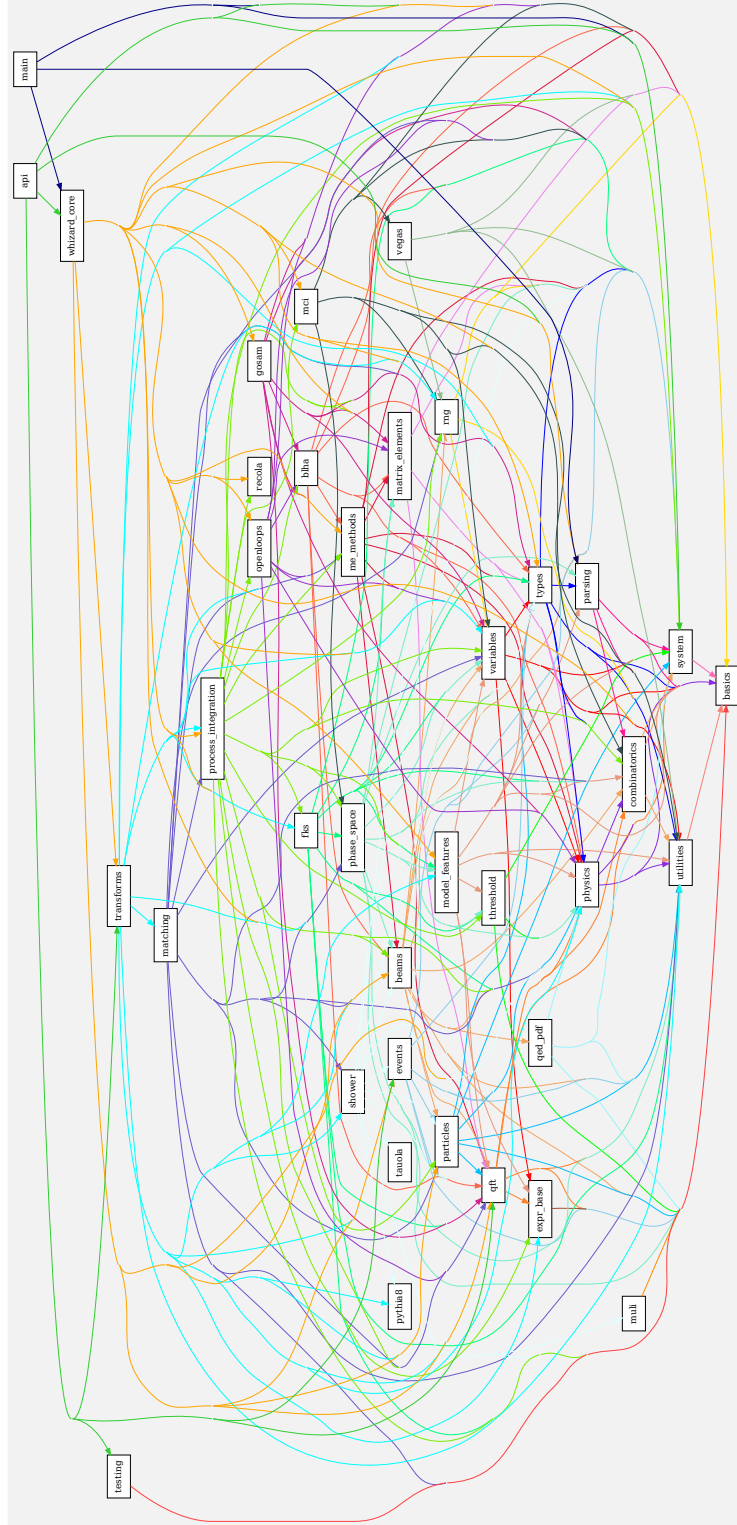 main
api
whizard_core
vegas
mci
gosam
rng
blha
matrix_elements
recola
openloops
me_methods
types
parsing
variables
system
basics
process_integration
combinatorics
fks
phase_space
model_features
threshold
physics
utilities
transforms
matching
beams
qed_pdf
events
shower
particles
tauola
qft
expr_base
pythia8
muli
testing